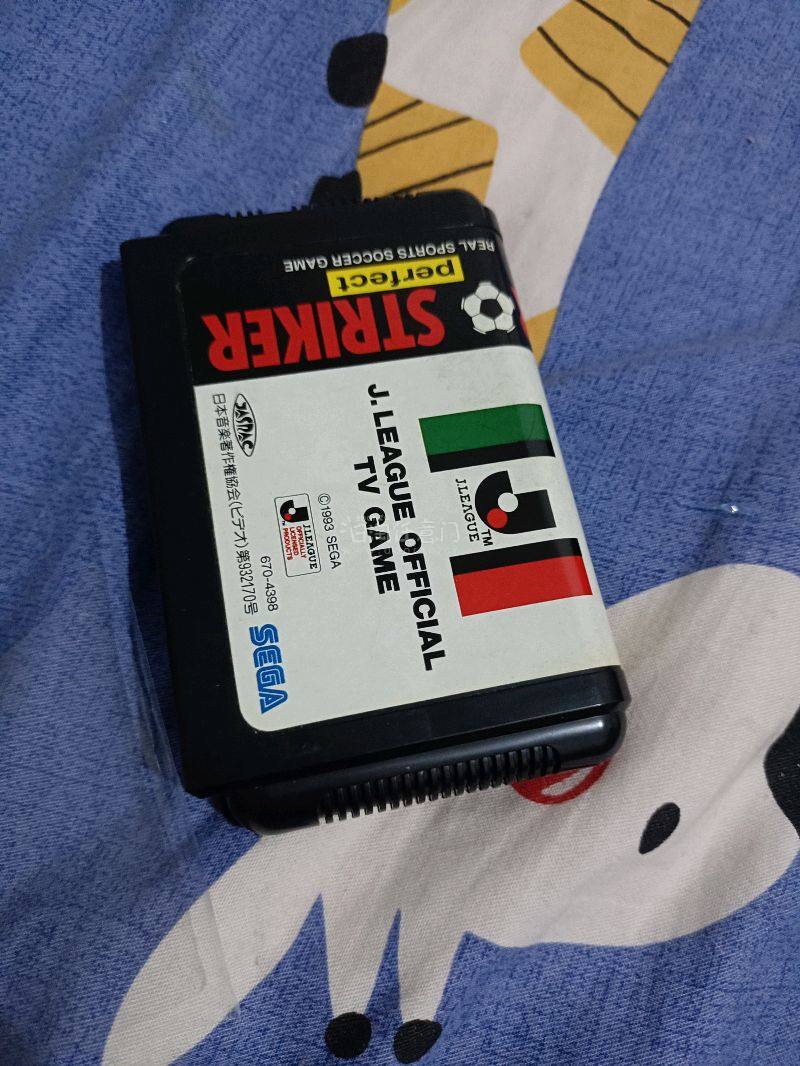 REAL SPORTS SOCCER GAME
perfect
STRIKER
J.LEAGUE
TM
J. LEAGUE OFFICIAL
TV GAME
©1993 SEGA
J.LEAGUE
OFFICIALLY
LICENSED
PRODUCTS
JASRAC
日本音楽著作権協会(ビデオ)第932170号
670-4398
SEGA